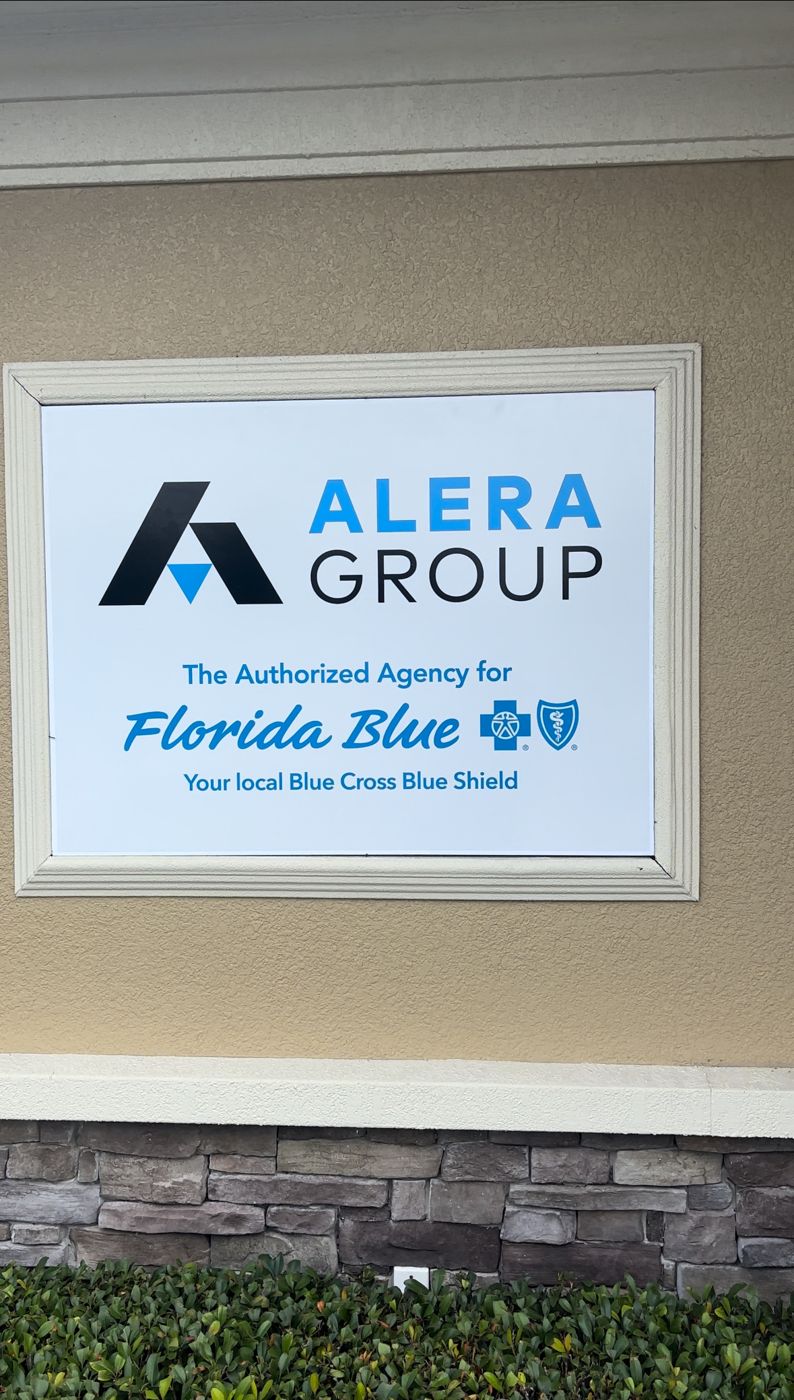 ALERA
GROUP
The Authorized Agency for
Florida Blue ® ®
Your local Blue Cross Blue Shield